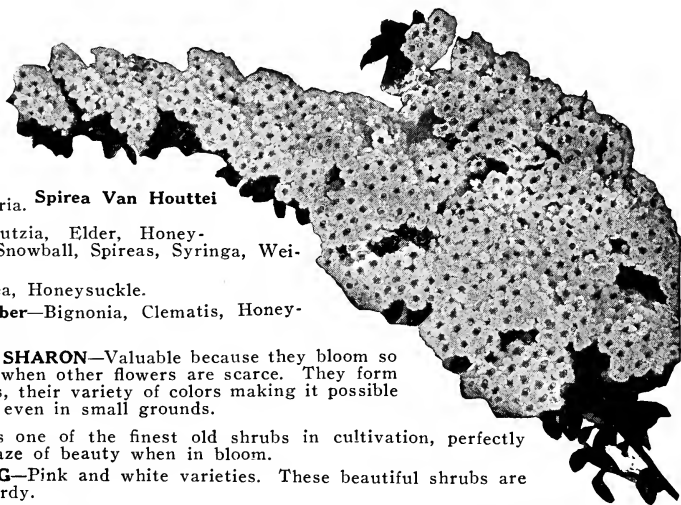 ria. Spirea Van Houttei
utzia, Elder, Honey-
Snowball, Spireas, Syringa, Wei-
a, Honeysuckle.
ber—Bignonia, Clematis, Honey-
SHARON—Valuable because they bloom so
when other flowers are scarce. They form
s, their variety of colors making it possible
even in small grounds.
s one of the finest old shrubs in cultivation, perfectly
aze of beauty when in bloom.
G—Pink and white varieties. These beautiful shrubs are
rdy.